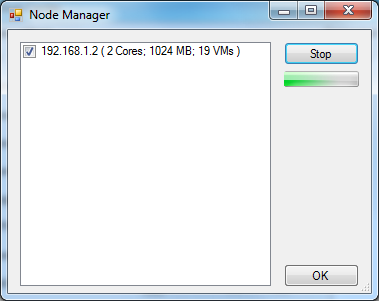 Node Manager
192.168.1.2 ( 2 Cores; 1024 MB; 19 VMs )
Stop
OK